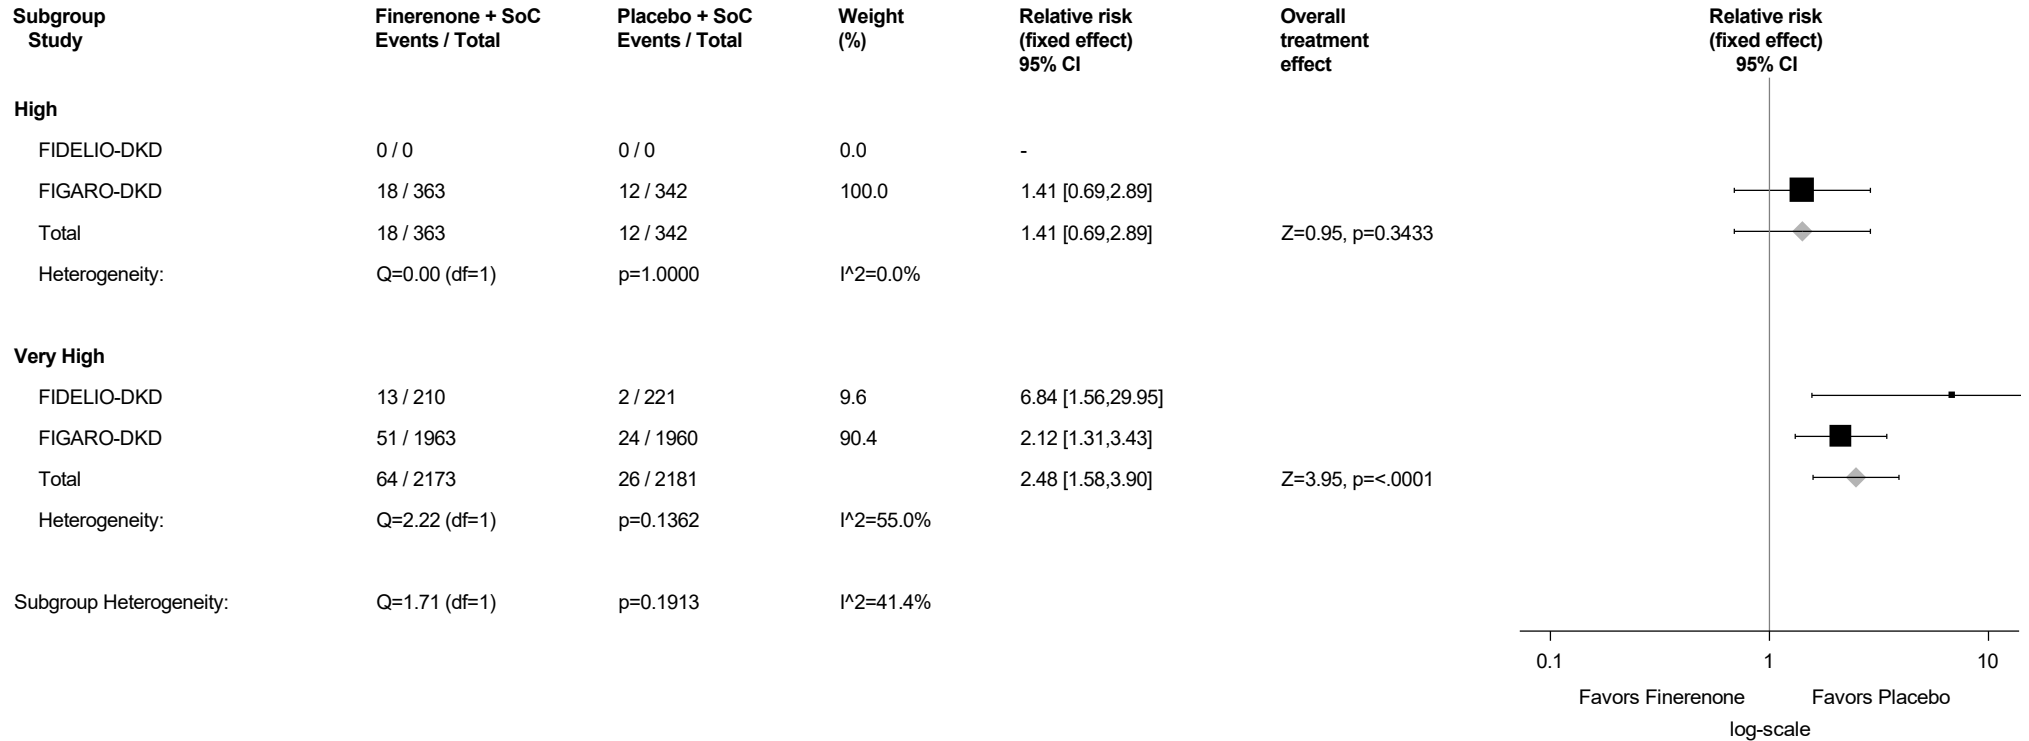 Subgroup Finerenone + SoC Placebo + SoC Weight Relative risk Overall Relative risk
Study Events / Total Events / Total (%) (fixed effect) treatment (fixed effect)
95% CI effect 95% CI
High
FIDELIO-DKD 0 / 0 0 / 0 0.0 -
FIGARO-DKD 18 / 363 12 / 342 100.0 1.41 [0.69,2.89]
Total 18 / 363 12 / 342 1.41 [0.69,2.89] Z=0.95, p=0.3433
Heterogeneity: Q=0.00 (df=1) p=1.0000 I^2=0.0%
Very High
FIDELIO-DKD 13 / 210 2 / 221 9.6 6.84 [1.56,29.95]
FIGARO-DKD 51 / 1963 24 / 1960 90.4 2.12 [1.31,3.43]
Total 64 / 2173 26 / 2181 2.48 [1.58,3.90] Z=3.95, p=<.0001
Heterogeneity: Q=2.22 (df=1) p=0.1362 I^2=55.0%
Subgroup Heterogeneity: Q=1.71 (df=1) p=0.1913 I^2=41.4%
0.1 1 10
Favors Finerenone Favors Placebo
log-scale